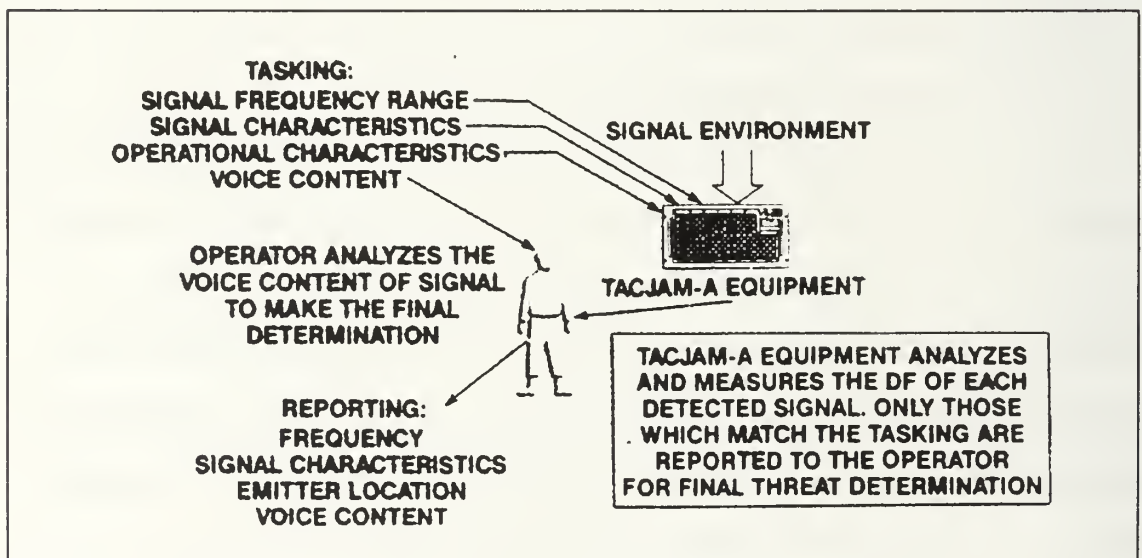 TASKING:
SIGNAL FREQUENCY RANGE
SIGNAL CHARACTERISTICS
OPERATIONAL CHARACTERISTICS
VOICE CONTENT
SIGNAL ENVIRONMENT
TACJAM-A EQUIPMENT
OPERATOR ANALYZES THE
VOICE CONTENT OF SIGNAL
TO MAKE THE FINAL
DETERMINATION
REPORTING:
FREQUENCY
SIGNAL CHARACTERISTICS
EMITTER LOCATION
VOICE CONTENT
TACJAM-A EQUIPMENT ANALYZES
AND MEASURES THE DF OF EACH
DETECTED SIGNAL. ONLY THOSE
WHICH MATCH THE TASKING ARE
REPORTED TO THE OPERATOR
FOR FINAL THREAT DETERMINATION